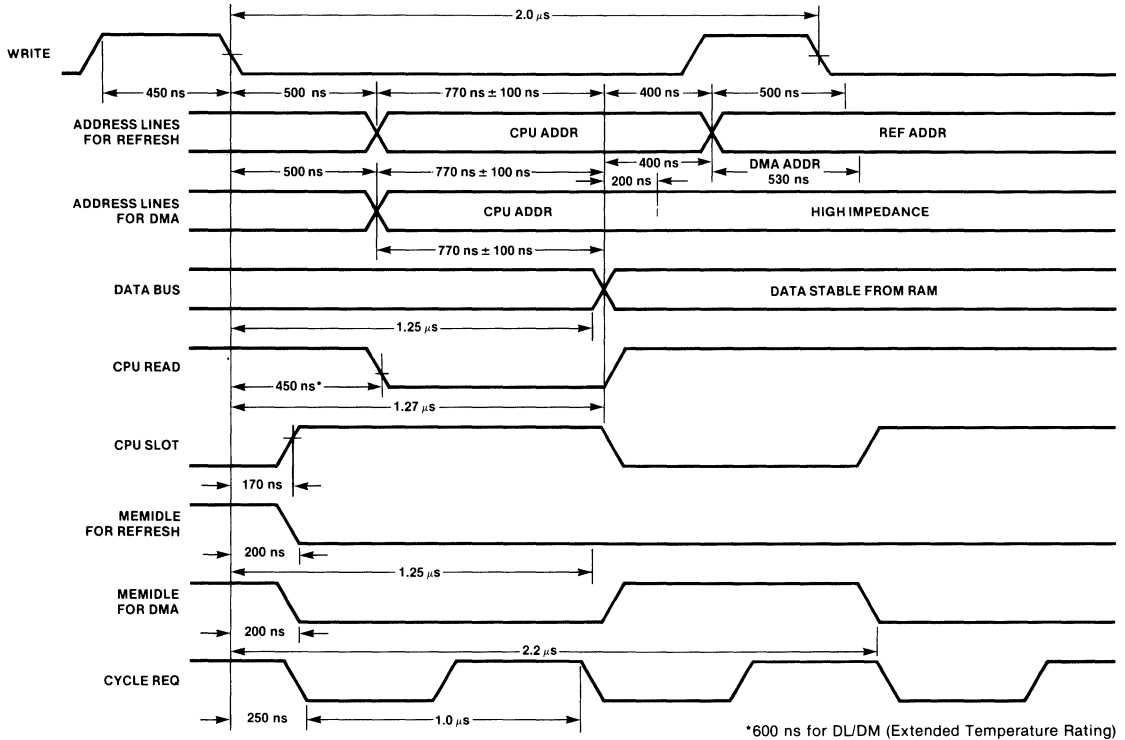 2.0 μs
WRITE
450 ns
500 ns
770 ns ± 100 ns
400 ns
500 ns
ADDRESS LINES
FOR REFRESH
CPU ADDR
REF ADDR
500 ns
770 ns ± 100 ns
400 ns
DMA ADDR
530 ns
200 ns
ADDRESS LINES
FOR DMA
CPU ADDR
HIGH IMPEDANCE
770 ns ± 100 ns
DATA BUS
DATA STABLE FROM RAM
1.25 μs
CPU READ
450 ns*
1.27 μs
CPU SLOT
170 ns
MEMIDLE
FOR REFRESH
200 ns
1.25 μs
MEMIDLE
FOR DMA
200 ns
2.2 μs
CYCLE REQ
250 ns
1.0 μs
*600 ns for DL/DM (Extended Temperature Rating)